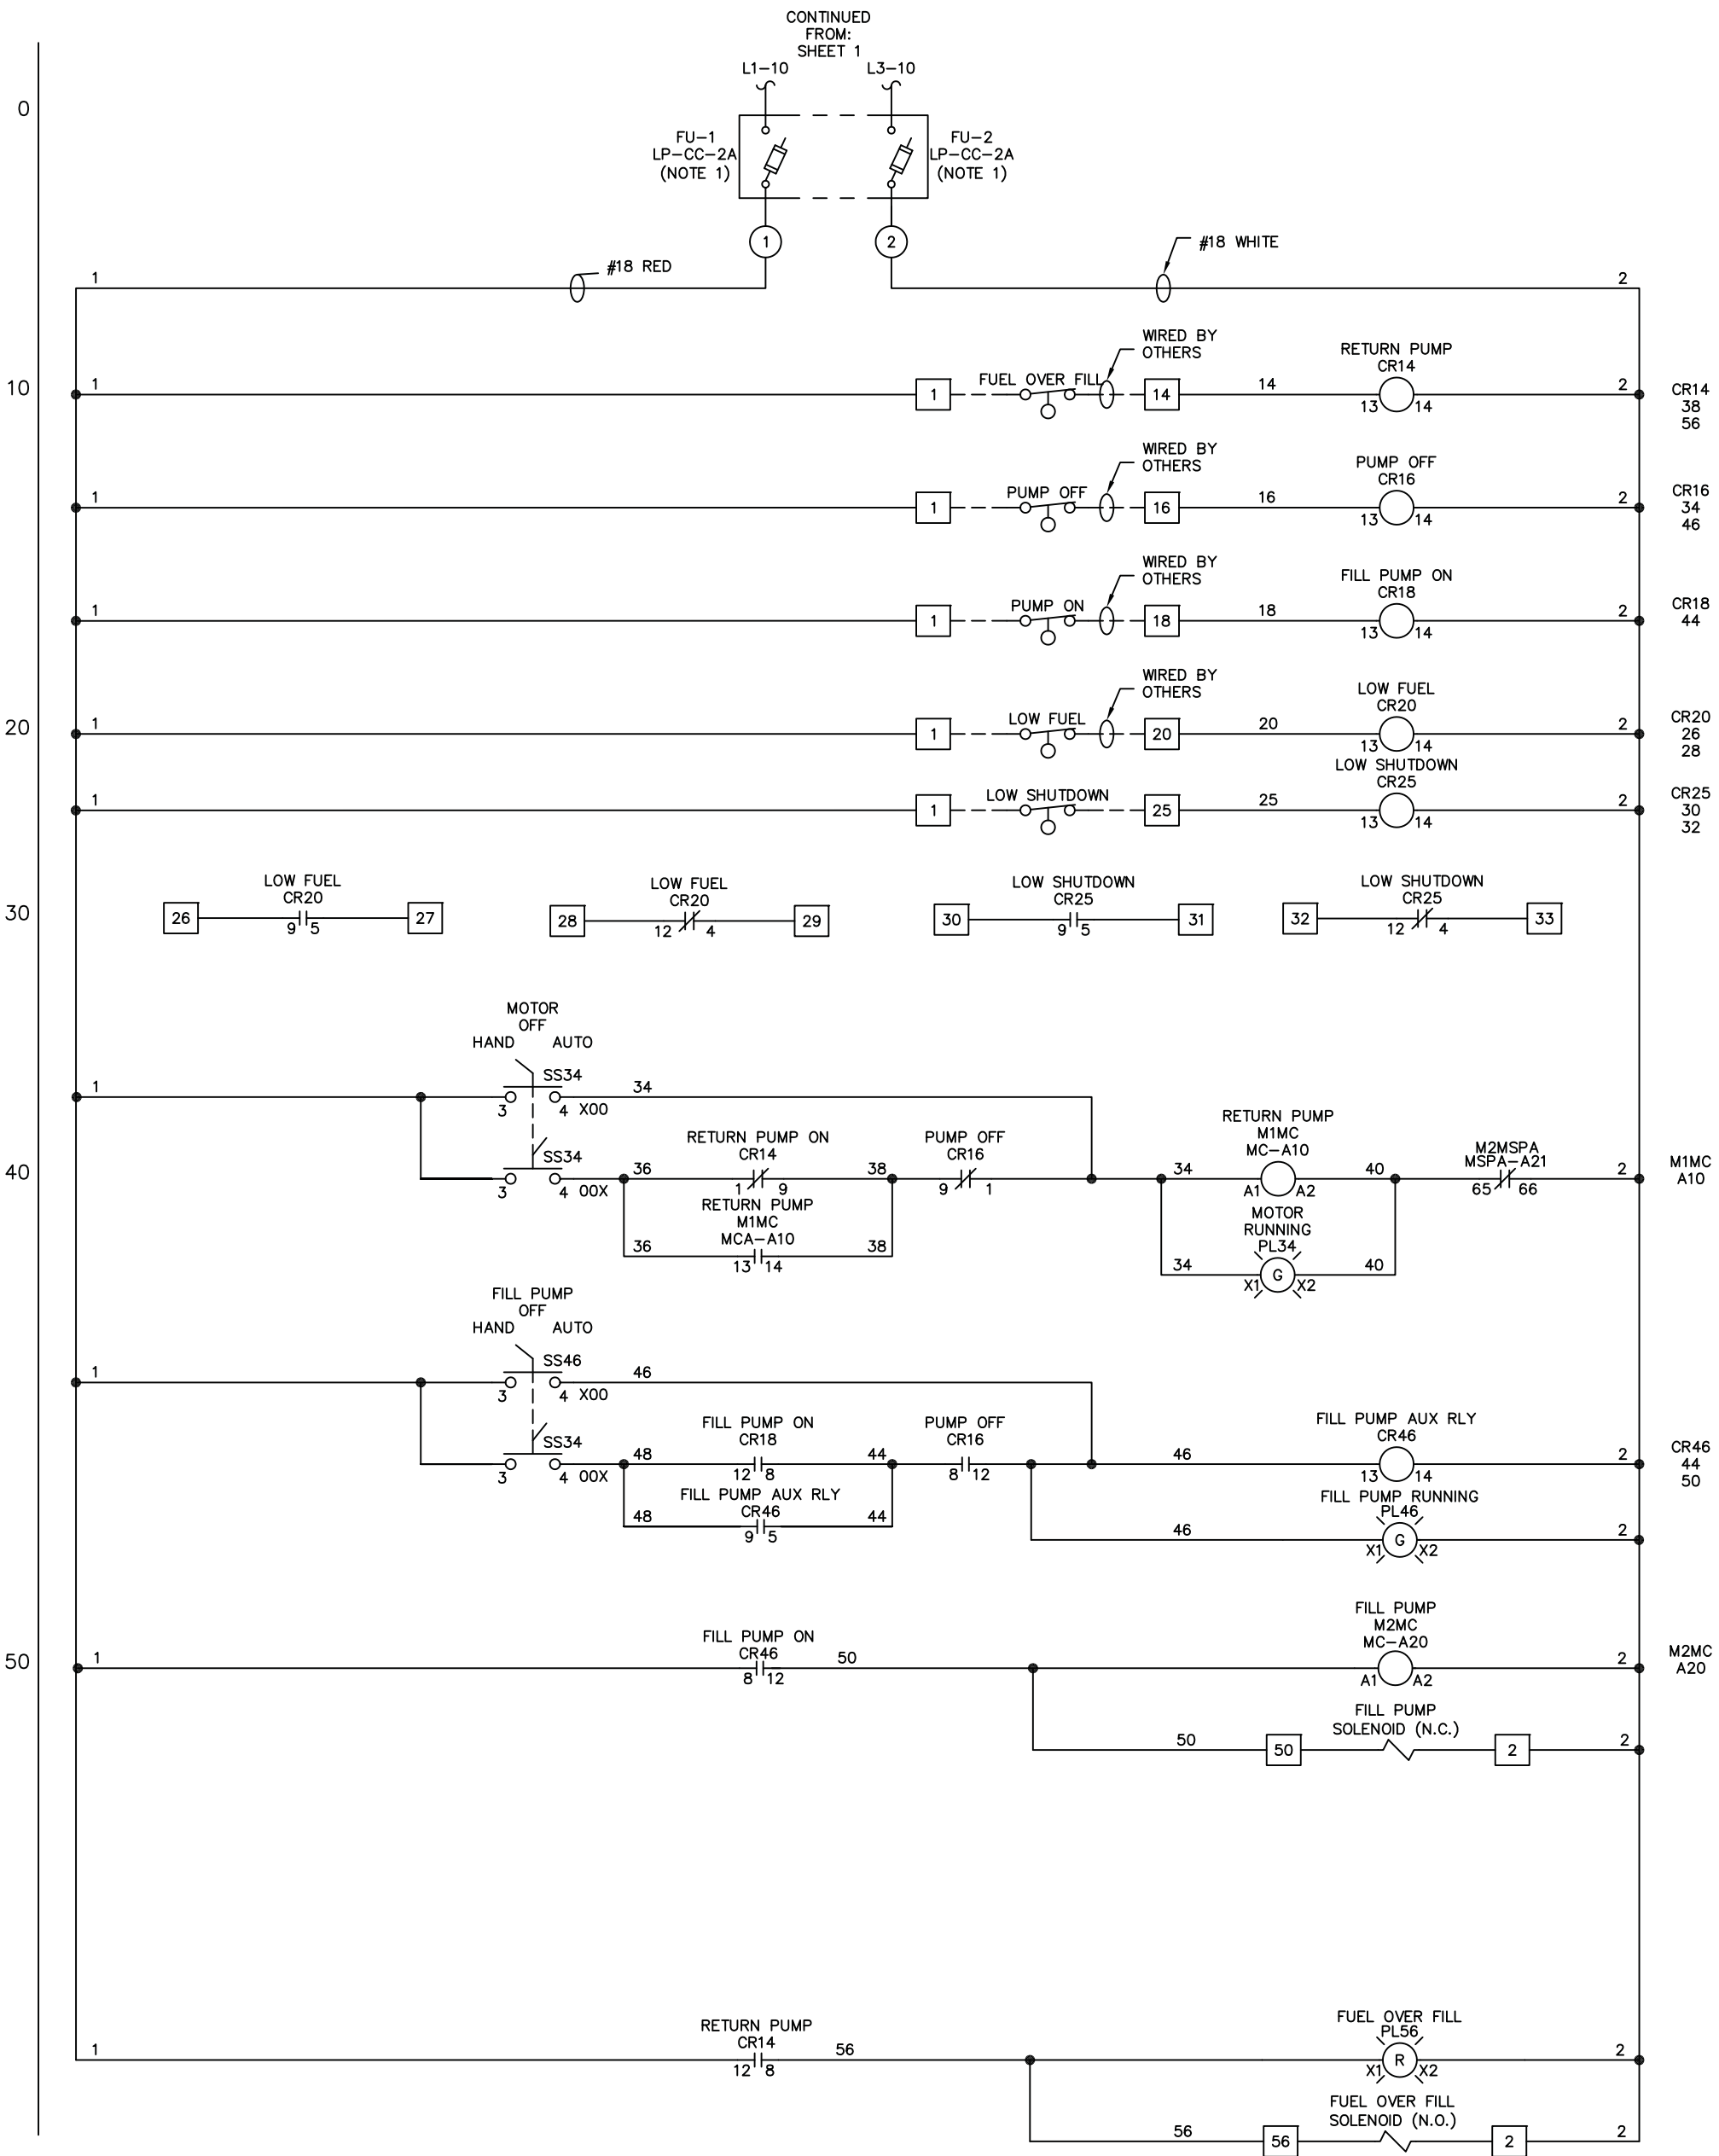 CONTINUED
FROM:
SHEET 1
L1-10 L3-10
0
FU-1
LP-CC-2A
(NOTE 1)
FU-2
LP-CC-2A
(NOTE 1)
1 2
#18 RED
#18 WHITE
1 2
WIRED BY
OTHERS
RETURN PUMP
CR14
10
1 1 FUEL OVER FILL 14 14 13 14 2
CR14
38
56
WIRED BY
OTHERS
PUMP OFF
CR16
1 1 PUMP OFF 16 16 13 14 2
CR16
34
46
WIRED BY
OTHERS
FILL PUMP ON
CR18
1 1 PUMP ON 18 18 13 14 2
CR18
44
WIRED BY
OTHERS
LOW FUEL
CR20
20
1 1 LOW FUEL 20 20 13 14 2
CR20
26
28
LOW SHUTDOWN
CR25
1 1 LOW SHUTDOWN 25 25 13 14 2
CR25
30
32
30
LOW FUEL
CR20
26 9 5 27
LOW FUEL
CR20
28 12 4 29
LOW SHUTDOWN
CR25
30 9 5 31
LOW SHUTDOWN
CR25
32 12 4 33
MOTOR
OFF
HAND AUTO
SS34
1 3 4 X00 34
40
SS34
3 4 00X 36
RETURN PUMP ON
CR14
1 9 38
PUMP OFF
CR16
9 1
RETURN PUMP
M1MC
MC-A10
34 A1 A2 40
M2MSPA
MSPA-A21
65 66 2
M1MC
A10
RETURN PUMP
M1MC
MCA-A10
36 13 14 38
MOTOR
RUNNING
PL34
34 X1 G X2 40
FILL PUMP
OFF
HAND AUTO
SS46
1 3 4 X00 46
SS34
3 4 00X 48
FILL PUMP ON
CR18
12 8 44
PUMP OFF
CR16
8 12
FILL PUMP AUX RLY
CR46
46 13 14 2
CR46
44
50
FILL PUMP AUX RLY
CR46
48 9 5 44
FILL PUMP RUNNING
PL46
46 X1 G X2 2
50
FILL PUMP ON
CR46
1 8 12 50
FILL PUMP
M2MC
MC-A20
A1 A2 2
M2MC
A20
FILL PUMP
SOLENOID (N.C.)
50 50 2 2
RETURN PUMP
CR14
1 12 8 56
FUEL OVER FILL
PL56
X1 R X2 2
FUEL OVER FILL
SOLENOID (N.O.)
56 56 2 2